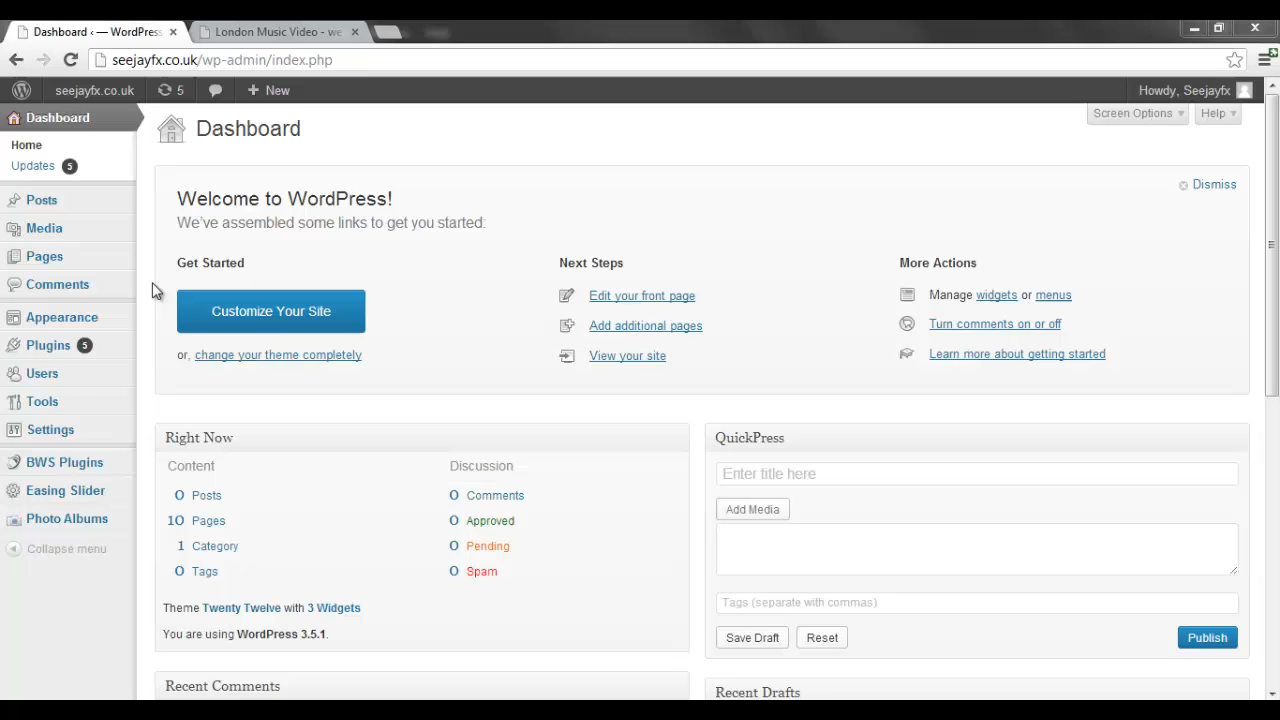 Dashboard ‹ — WordPress
London Music Video - we
seejayfx.co.uk/wp-admin/index.php
seejayfx.co.uk
5
+ New
Howdy, Seejayfx
Dashboard
Home
Updates 5
Posts
Media
Pages
Comments
Appearance
Plugins 5
Users
Tools
Settings
BWS Plugins
Easing Slider
Photo Albums
Collapse menu
Dashboard
Screen Options
Help
Welcome to WordPress!
Dismiss
We've assembled some links to get you started:
Get Started
Customize Your Site
or, change your theme completely
Next Steps
Edit your front page
Add additional pages
View your site
More Actions
Manage widgets or menus
Turn comments on or off
Learn more about getting started
Right Now
Content
0 Posts
10 Pages
1 Category
0 Tags
Discussion
0 Comments
0 Approved
0 Pending
0 Spam
Theme Twenty Twelve with 3 Widgets
You are using WordPress 3.5.1.
Recent Comments
QuickPress
Enter title here
Add Media
Tags (separate with commas)
Save Draft
Reset
Publish
Recent Drafts